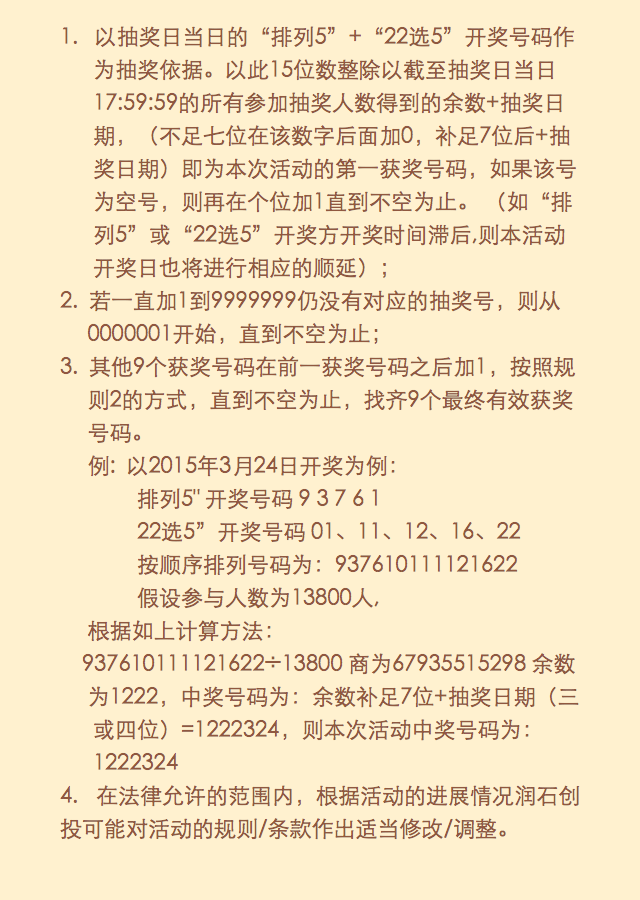 1. 以抽奖日当日的“排列5”+“22选5”开奖号码作
为抽奖依据。以此15位数整除以截至抽奖日当日
17:59:59的所有参加抽奖人数得到的余数+抽奖日
期，（不足七位在该数字后面加0，补足7位后+抽
奖日期）即为本次活动的第一获奖号码，如果该号
为空号，则再在个位加1直到不空为止。（如“排
列5”或“22选5”开奖方开奖时间滞后,则本活动
开奖日也将进行相应的顺延）；
2. 若一直加1到9999999仍没有对应的抽奖号，则从
0000001开始，直到不空为止；
3. 其他9个获奖号码在前一获奖号码之后加1，按照规
则2的方式，直到不空为止，找齐9个最终有效获奖
号码。
例: 以2015年3月24日开奖为例：
排列5" 开奖号码 9 3 7 6 1
22选5” 开奖号码 01、11、12、16、22
按顺序排列号码为：937610111121622
假设参与人数为13800人,
根据如上计算方法：
937610111121622÷13800 商为67935515298 余数
为1222，中奖号码为：余数补足7位+抽奖日期（三
或四位）=1222324，则本次活动中奖号码为：
1222324
4. 在法律允许的范围内，根据活动的进展情况润石创
投可能对活动的规则/条款作出适当修改/调整。